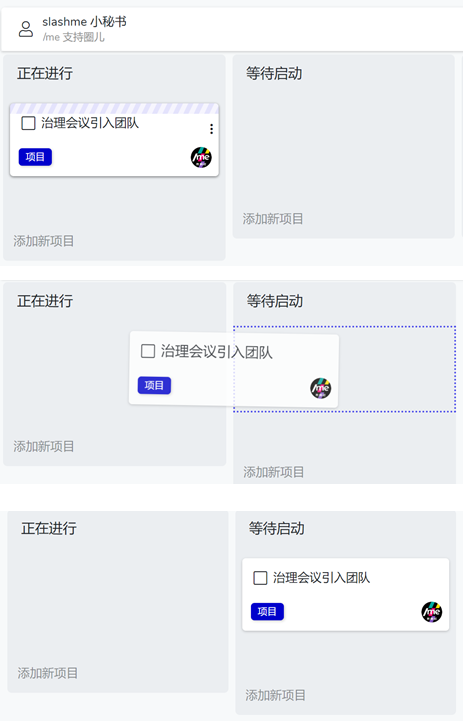 slashme 小秘书
/me 支持圈儿
正在进行
等待启动
治理会议引入团队
项目
/me
添加新项目
添加新项目
正在进行
等待启动
治理会议引入团队
项目
/me
添加新项目
添加新项目
正在进行
等待启动
治理会议引入团队
项目
/me
添加新项目
添加新项目